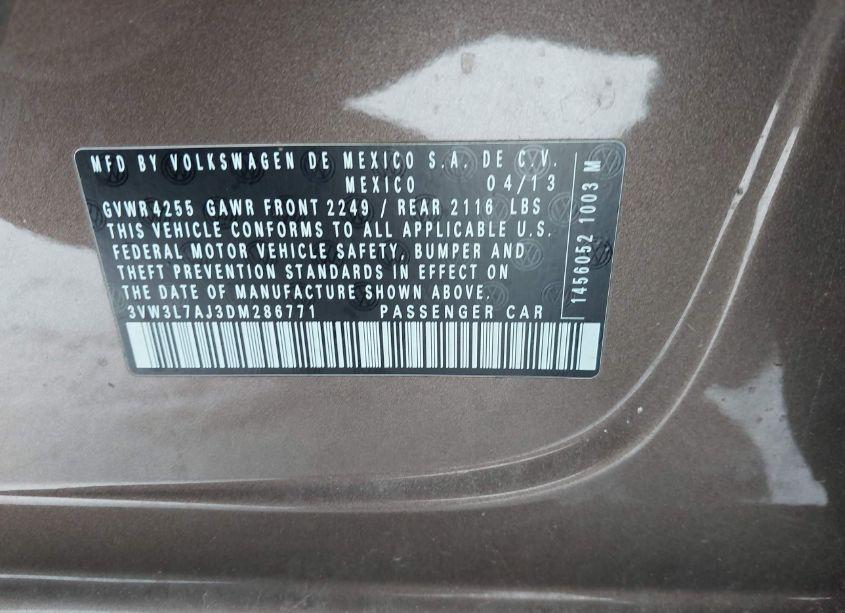 MFD BY VOLKSWAGEN DE MEXICO S.A. DE C.V.
MEXICO 04/13
GVWR 4255 GAWR FRONT 2249 / REAR 2116 LBS
THIS VEHICLE CONFORMS TO ALL APPLICABLE U.S.
FEDERAL MOTOR VEHICLE SAFETY, BUMPER AND
THEFT PREVENTION STANDARDS IN EFFECT ON
THE DATE OF MANUFACTURE SHOWN ABOVE.
3VW3L7AJ3DM286771 PASSENGER CAR
1456052 1003 M